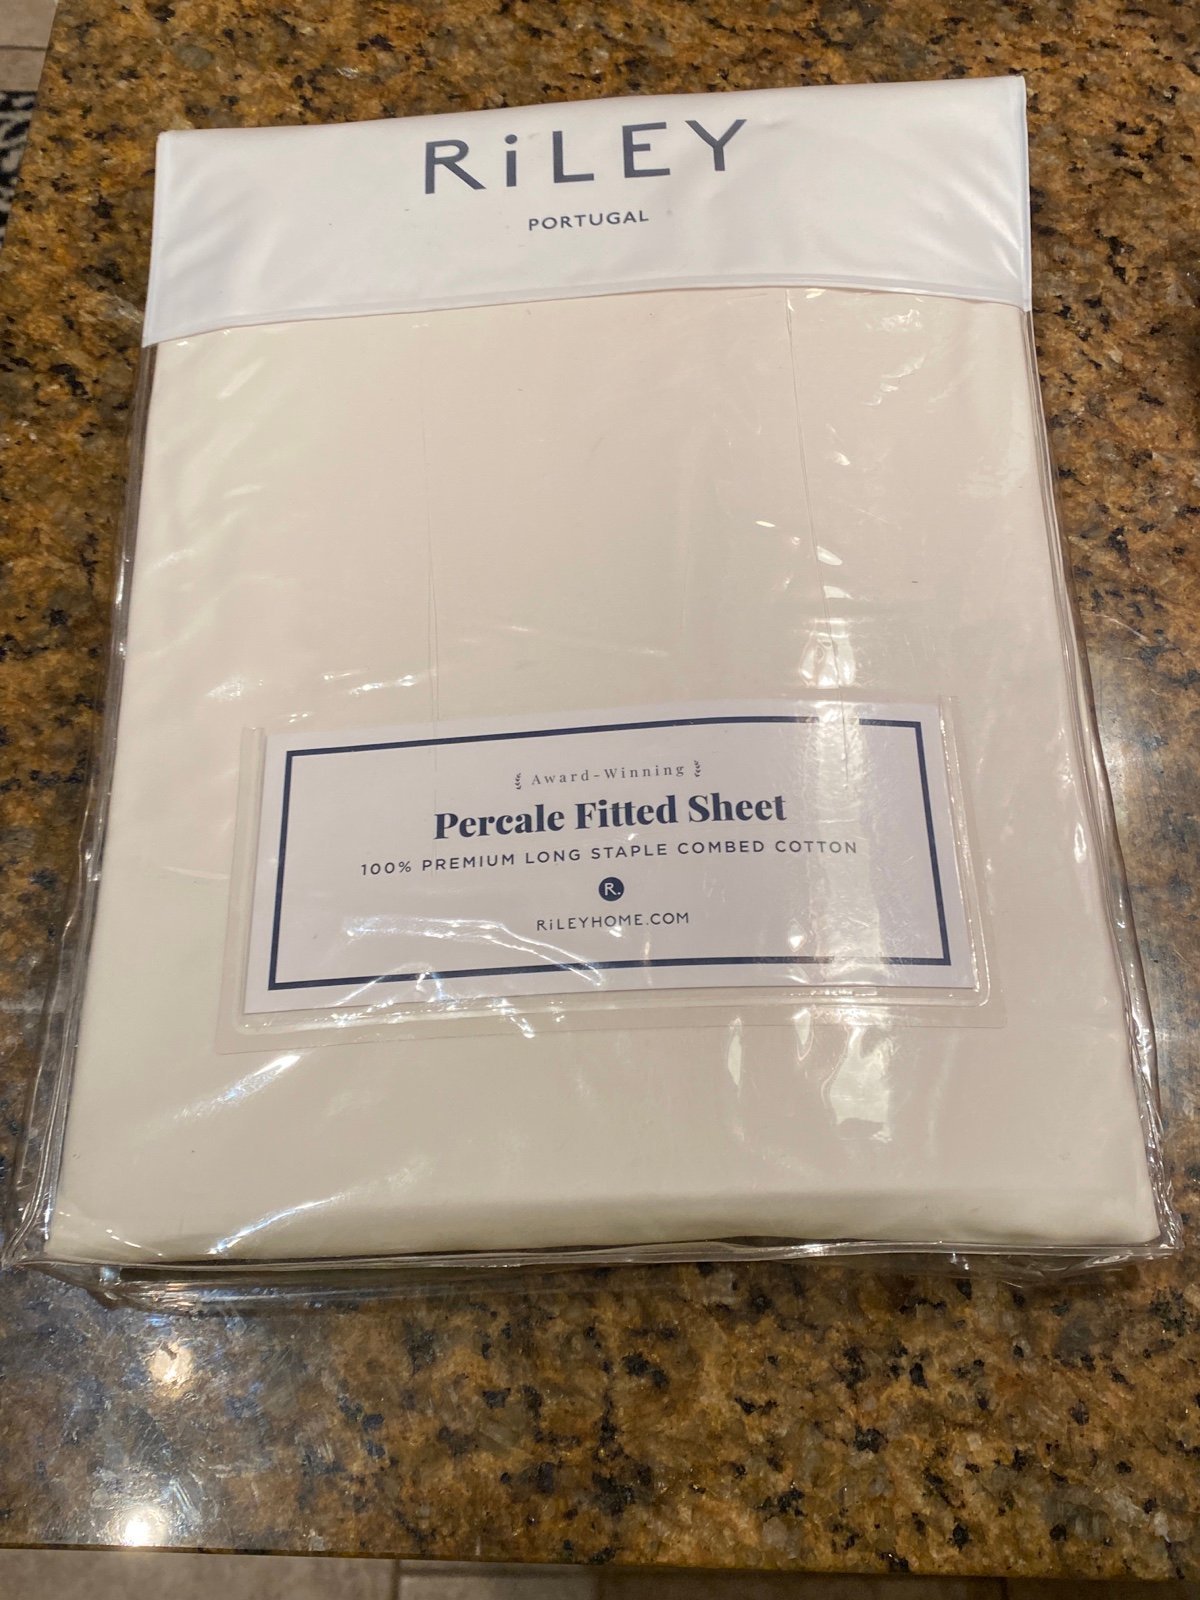 RiLEY
PORTUGAL
Award-Winning
Percale Fitted Sheet
100% PREMIUM LONG STAPLE COMBED COTTON
R.
RiLEYHOME.COM